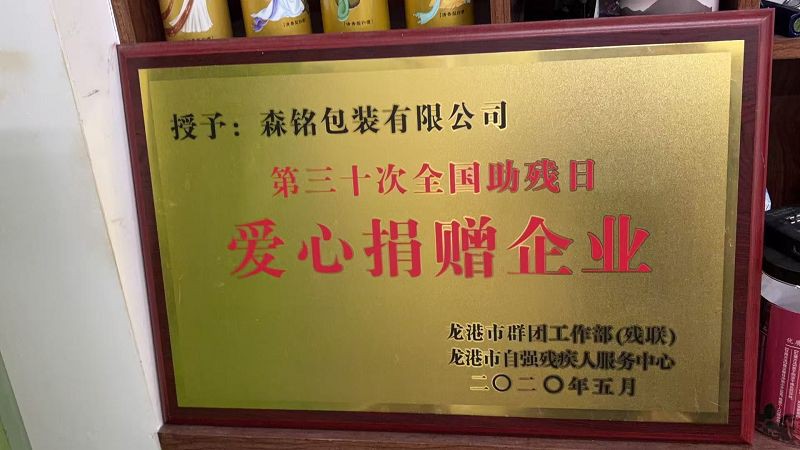 授予：森铭包装有限公司
第三十次全国助残日
爱心捐赠企业
龙港市群团工作部(残联)
龙港市自强残疾人服务中心
二〇二〇年五月